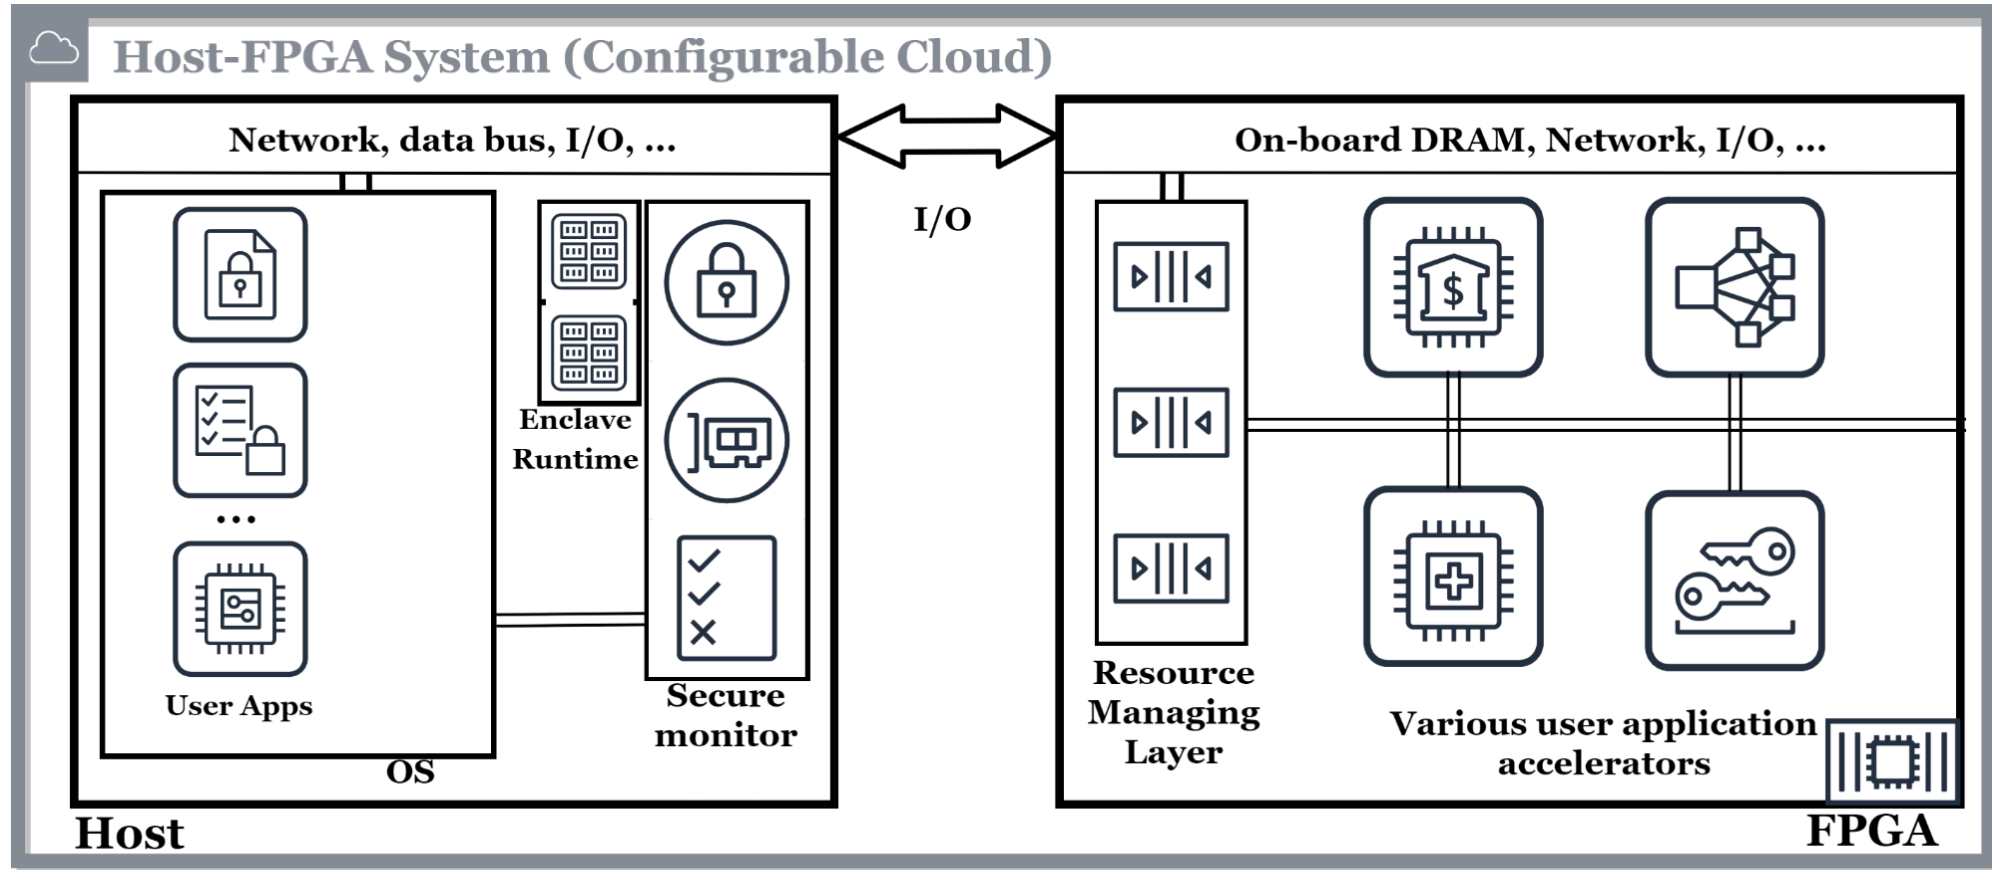 Host-FPGA System (Configurable Cloud)
Network, data bus, I/O, ...
I/O
On-board DRAM, Network, I/O, ...
$
Enclave
Runtime
...
User Apps
OS
Secure
monitor
Resource
Managing
Layer
Various user application
accelerators
Host
FPGA